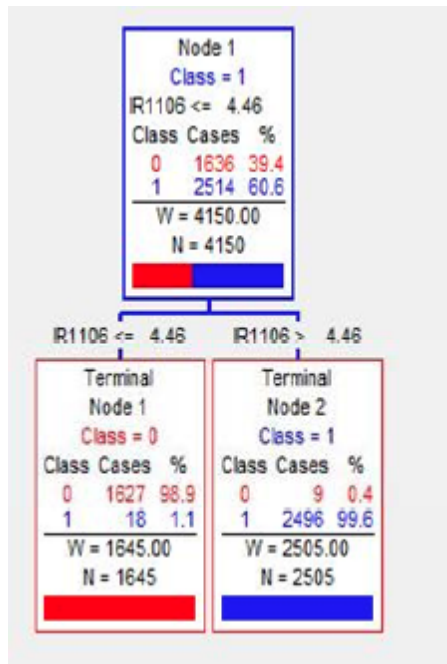 Node 1
Class = 1
IR1106 <= 4.46
Class Cases %
0 1636 39.4
1 2514 60.6
W = 4150.00
N = 4150
IR1106 <= 4.46 IR1106 > 4.46
Terminal
Node 1
Class = 0
Class Cases %
0 1627 98.9
1 18 1.1
W = 1645.00
N = 1645
Terminal
Node 2
Class = 1
Class Cases %
0 9 0.4
1 2496 99.6
W = 2505.00
N = 2505